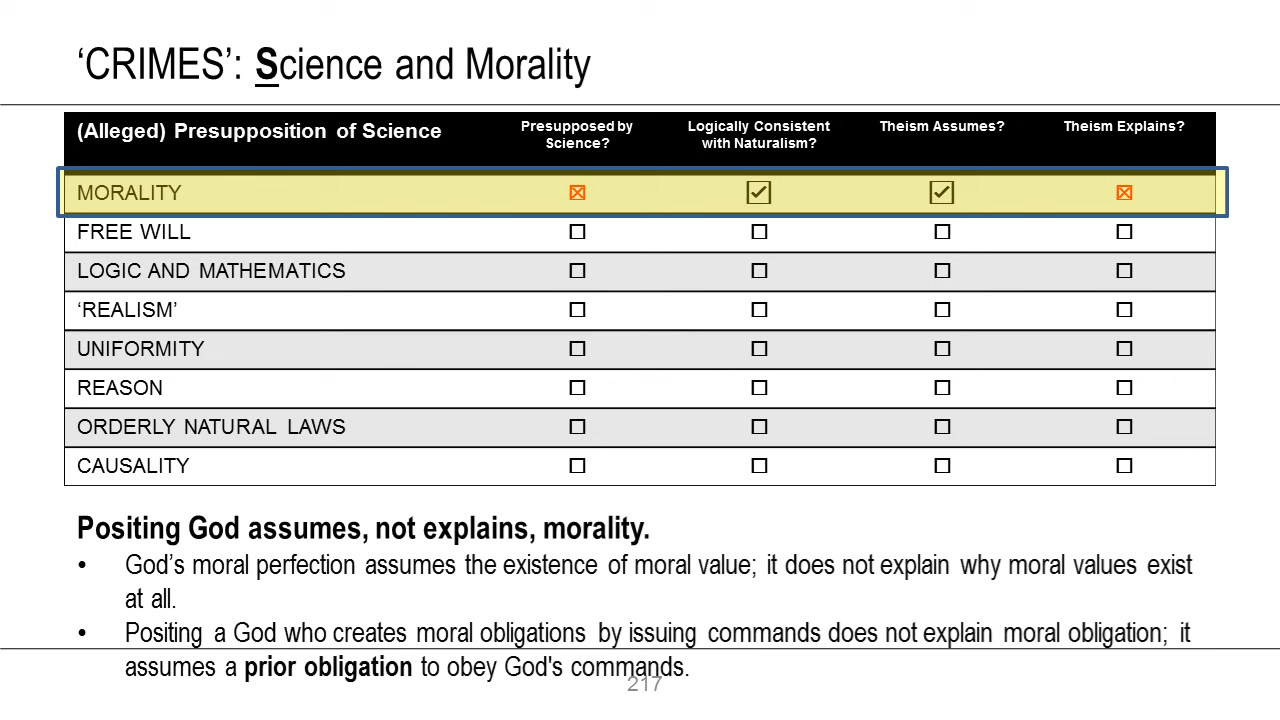 ‘CRIMES’: Science and Morality
(Alleged) Presupposition of Science
Presupposed by
Science?
Logically Consistent
with Naturalism?
Theism Assumes?
Theism Explains?
MORALITY ☒ ☑ ☑ ☒
FREE WILL ☐ ☐ ☐ ☐
LOGIC AND MATHEMATICS ☐ ☐ ☐ ☐
‘REALISM’ ☐ ☐ ☐ ☐
UNIFORMITY ☐ ☐ ☐ ☐
REASON ☐ ☐ ☐ ☐
ORDERLY NATURAL LAWS ☐ ☐ ☐ ☐
CAUSALITY ☐ ☐ ☐ ☐
Positing God assumes, not explains, morality.
• God’s moral perfection assumes the existence of moral value; it does not explain why moral values exist
at all.
• Positing a God who creates moral obligations by issuing commands does not explain moral obligation; it
assumes a prior obligation to obey God's commands.
217